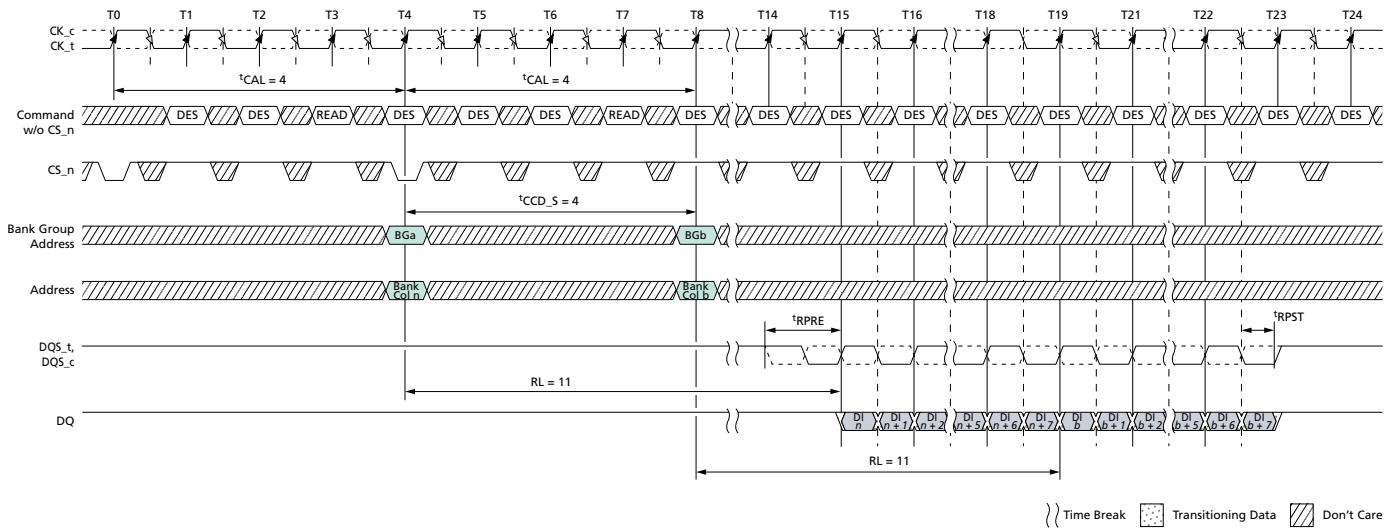 T0 T1 T2 T3 T4 T5 T6 T7 T8 T14 T15 T16 T18 T19 T21 T22 T23 T24
CK_c
CK_t
tCAL = 4 tCAL = 4
Command w/o CS_n DES DES READ DES DES DES READ DES DES DES DES DES DES DES DES DES DES
CS_n
tCCD_S = 4
Bank Group Address BGa BGb
Address Bank Col n Bank Col b
tRPRE tRPST
DQS_t, DQS_c
RL = 11
DQ DI n DI n + 1 DI n + 2 DI n + 5 DI n + 6 DI n + 7 DI b DI b + 1 DI b + 2 DI b + 5 DI b + 6 DI b + 7
RL = 11
Time Break Transitioning Data Don't Care